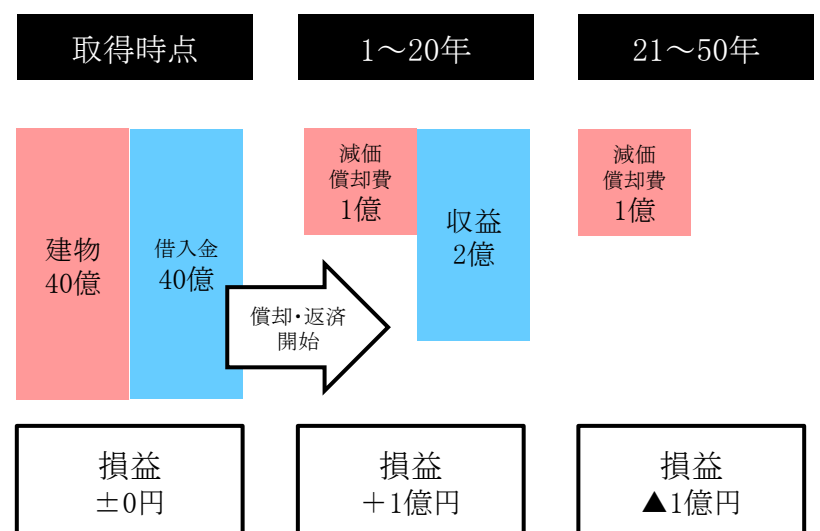 取得時点
1～20年
21～50年
建物
40億
借入金
40億
償却・返済
開始
減価
償却費
1億
収益
2億
減価
償却費
1億
損益
±0円
損益
＋1億円
損益
▲1億円